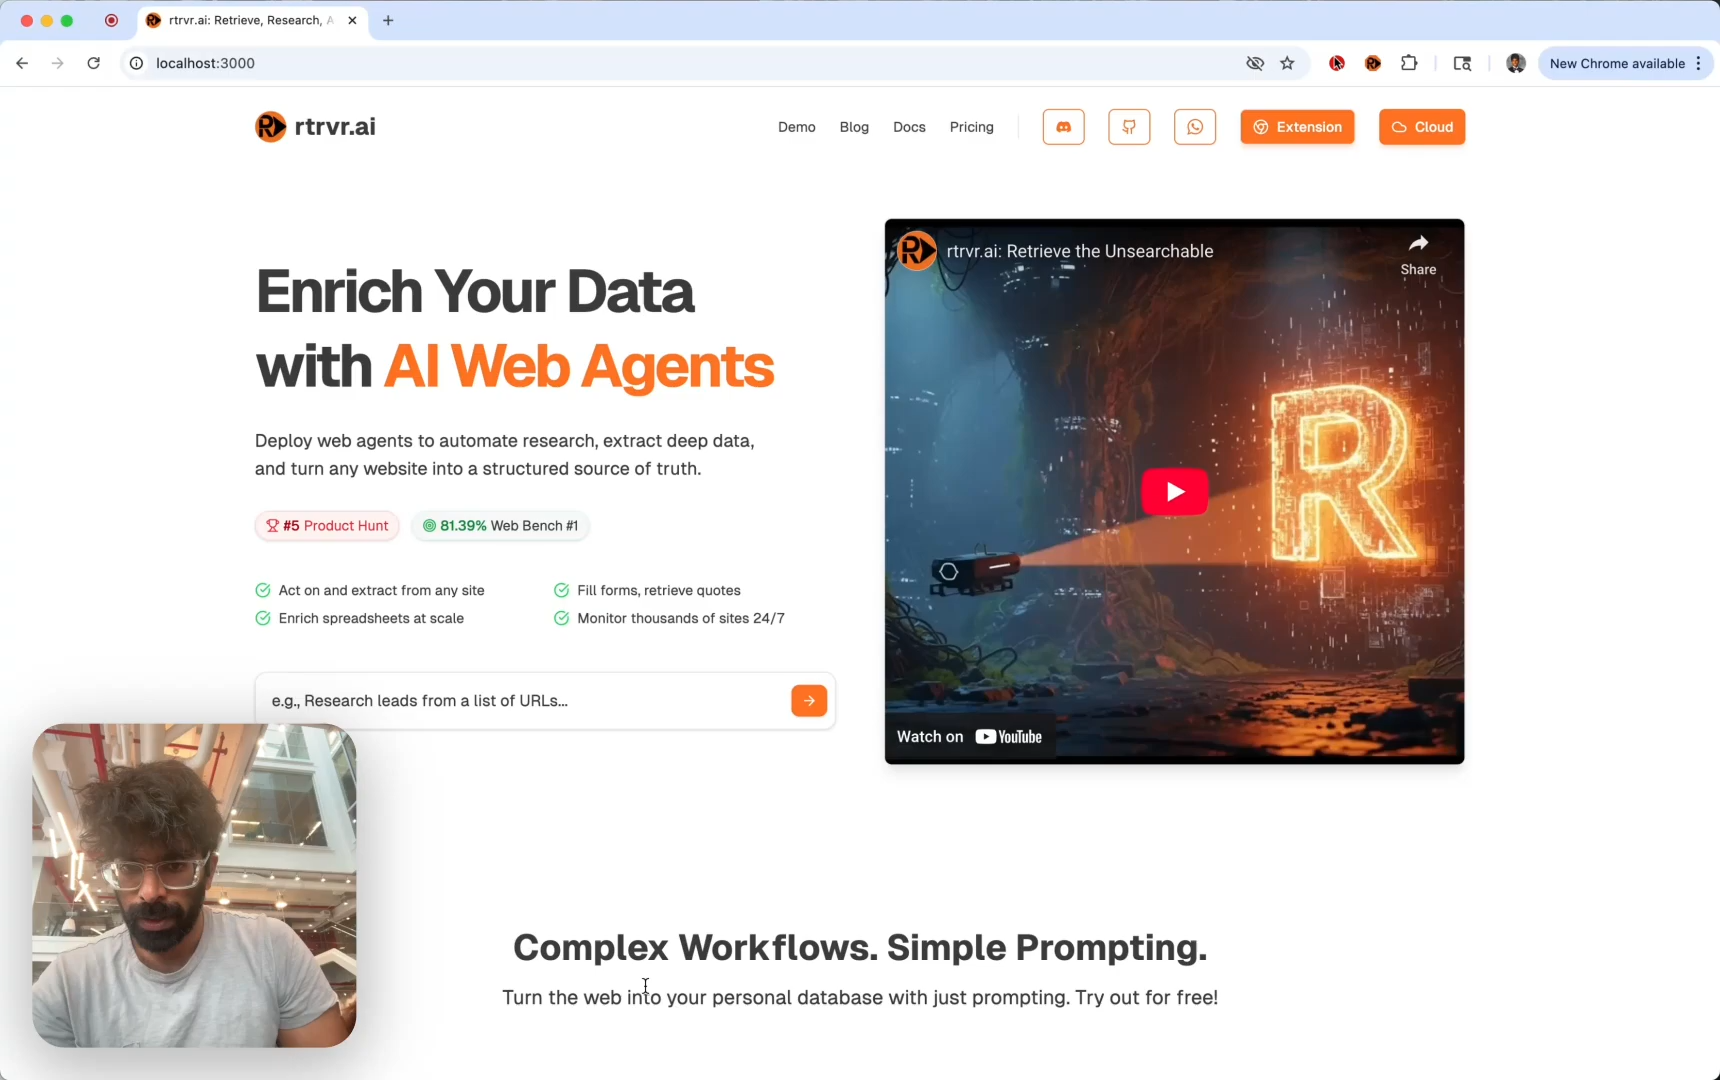 rtrvr.ai: Retrieve, Research, A
localhost:3000
New Chrome available
rtrvr.ai
Demo
Blog
Docs
Pricing
Extension
Cloud
Enrich Your Data
with AI Web Agents
Deploy web agents to automate research, extract deep data,
and turn any website into a structured source of truth.
#5 Product Hunt
81.39% Web Bench #1
Act on and extract from any site
Fill forms, retrieve quotes
Enrich spreadsheets at scale
Monitor thousands of sites 24/7
e.g., Research leads from a list of URLs...
rtrvr.ai: Retrieve the Unsearchable
Share
R
Watch on YouTube
Complex Workflows. Simple Prompting.
Turn the web into your personal database with just prompting. Try out for free!